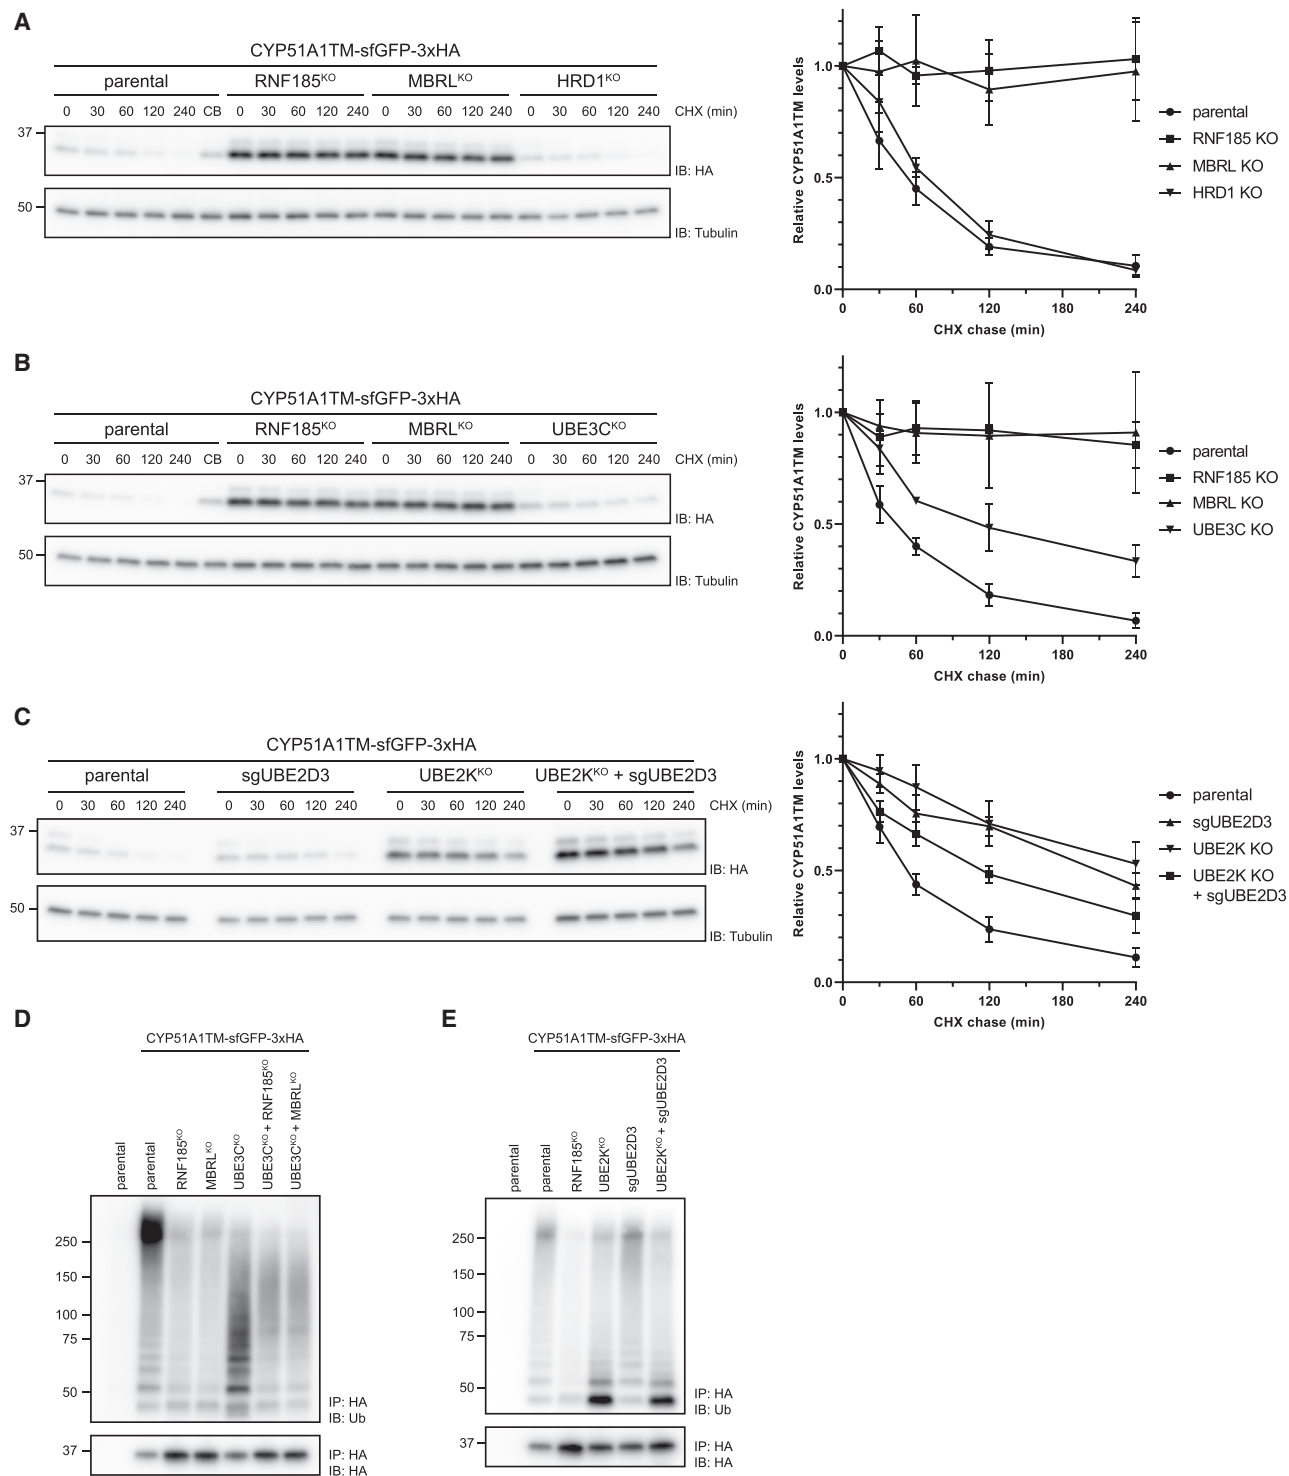 A
CYP51A1TM-sfGFP-3xHA
parental RNF185KO MBRLKO HRD1KO
0 30 60 120 240 CB 0 30 60 120 240 0 30 60 120 240 0 30 60 120 240 CHX (min)
37
IB: HA
50
IB: Tubulin
Relative CYP51A1TM levels
1.0
0.5
0.0
0 60 120 180 240
CHX chase (min)
parental
RNF185 KO
MBRL KO
HRD1 KO
B
CYP51A1TM-sfGFP-3xHA
parental RNF185KO MBRLKO UBE3CKO
0 30 60 120 240 CB 0 30 60 120 240 0 30 60 120 240 0 30 60 120 240 CHX (min)
37
IB: HA
50
IB: Tubulin
Relative CYP51A1TM levels
1.0
0.5
0.0
0 60 120 180 240
CHX chase (min)
parental
RNF185 KO
MBRL KO
UBE3C KO
C
CYP51A1TM-sfGFP-3xHA
parental sgUBE2D3 UBE2KKO UBE2KKO + sgUBE2D3
0 30 60 120 240 0 30 60 120 240 0 30 60 120 240 0 30 60 120 240 CHX (min)
37
IB: HA
50
IB: Tubulin
Relative CYP51A1TM levels
1.0
0.5
0.0
0 60 120 180 240
CHX chase (min)
parental
sgUBE2D3
UBE2K KO
UBE2K KO
+ sgUBE2D3
D
CYP51A1TM-sfGFP-3xHA
parental
parental
RNF185KO
MBRLKO
UBE3CKO
UBE3CKO + RNF185KO
UBE3CKO + MBRLKO
250
150
100
75
50
IP: HA
IB: Ub
37
IP: HA
IB: HA
E
CYP51A1TM-sfGFP-3xHA
parental
parental
RNF185KO
UBE2KKO
sgUBE2D3
UBE2KKO + sgUBE2D3
250
150
100
75
50
IP: HA
IB: Ub
37
IP: HA
IB: HA